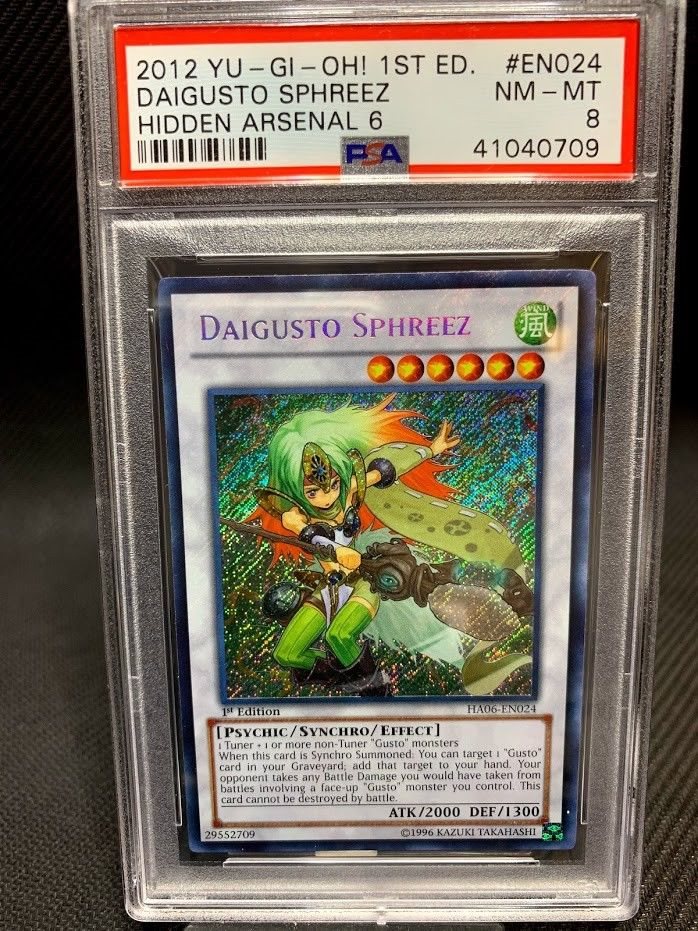 2012 YU-GI-OH! 1ST ED. #EN024
DAIGUSTO SPHREEZ NM-MT
HIDDEN ARSENAL 6 8
PSA 41040709
DAIGUSTO SPHREEZ
WIND
風
1st Edition HA06-EN024
[PSYCHIC/SYNCHRO/EFFECT]
1 Tuner + 1 or more non-Tuner "Gusto" monsters
When this card is Synchro Summoned: You can target 1 "Gusto"
card in your Graveyard; add that target to your hand. Your
opponent takes any Battle Damage you would have taken from
battles involving a face-up "Gusto" monster you control. This
card cannot be destroyed by battle.
ATK/2000 DEF/1300
29552709 ©1996 KAZUKI TAKAHASHI